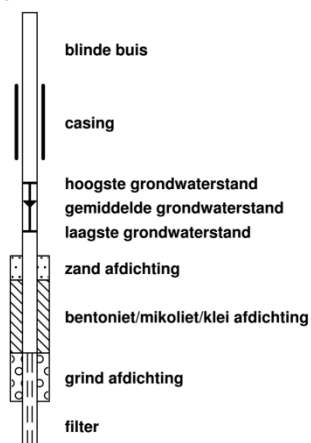 blinde buis
casing
hoogste grondwaterstand
gemiddelde grondwaterstand
laagste grondwaterstand
zand afdichting
bentoniet/mikoliet/klei afdichting
grind afdichting
filter